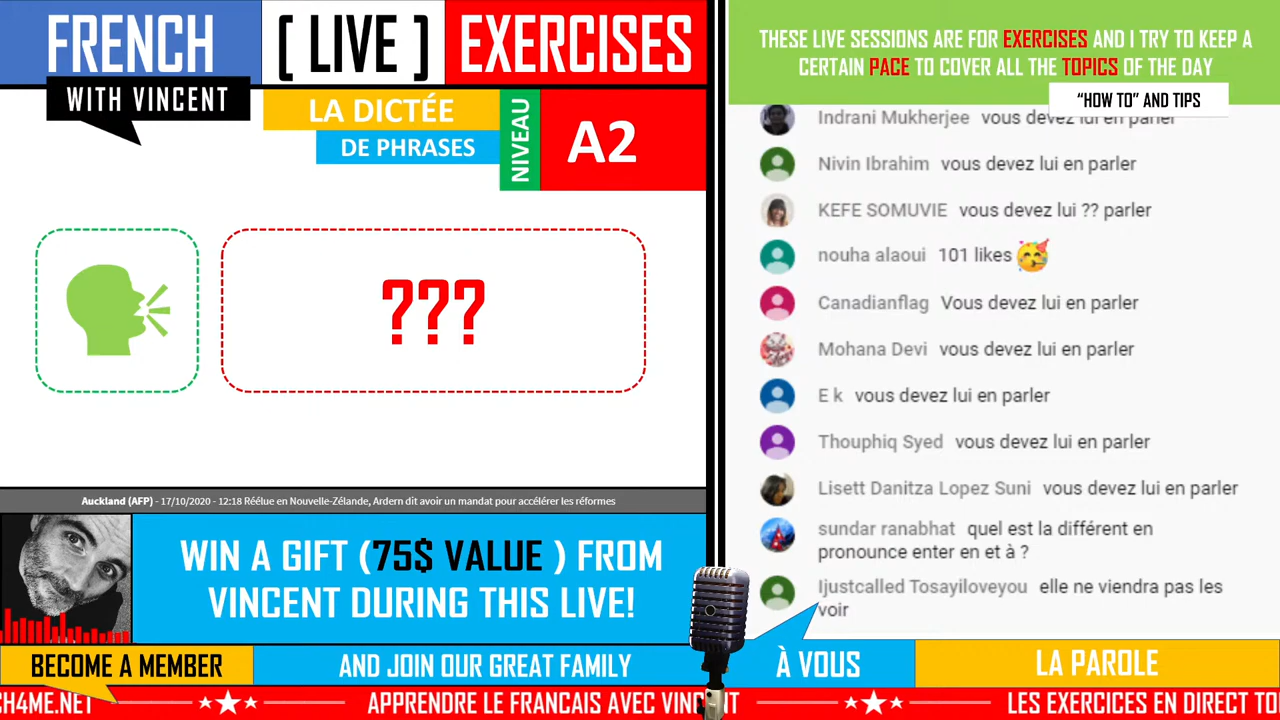 FRENCH
WITH VINCENT
[ LIVE ]
EXERCISES
LA DICTÉE
DE PHRASES
NIVEAU
A2
???
Auckland (AFP) - 17/10/2020 - 12:18 Réélue en Nouvelle-Zélande, Ardern dit avoir un mandat pour accélérer les réformes
WIN A GIFT (75$ VALUE ) FROM
VINCENT DURING THIS LIVE!
BECOME A MEMBER
AND JOIN OUR GREAT FAMILY
THESE LIVE SESSIONS ARE FOR EXERCISES AND I TRY TO KEEP A
CERTAIN PACE TO COVER ALL THE TOPICS OF THE DAY
“HOW TO” AND TIPS
Indrani Mukherjee vous devez lui en parler
Nivin Ibrahim vous devez lui en parler
KEFE SOMUVIE vous devez lui ?? parler
nouha alaoui 101 likes 🥳
Canadianflag Vous devez lui en parler
Mohana Devi vous devez lui en parler
E k vous devez lui en parler
Thouphiq Syed vous devez lui en parler
Lisett Danitza Lopez Suni vous devez lui en parler
sundar ranabhat quel est la différent en
pronounce enter en et à ?
Ijustcalled Tosayiloveyou elle ne viendra pas les
voir
À VOUS
LA PAROLE
CH4ME.NET
APPRENDRE LE FRANCAIS AVEC VINCENT
LES EXERCICES EN DIRECT TO